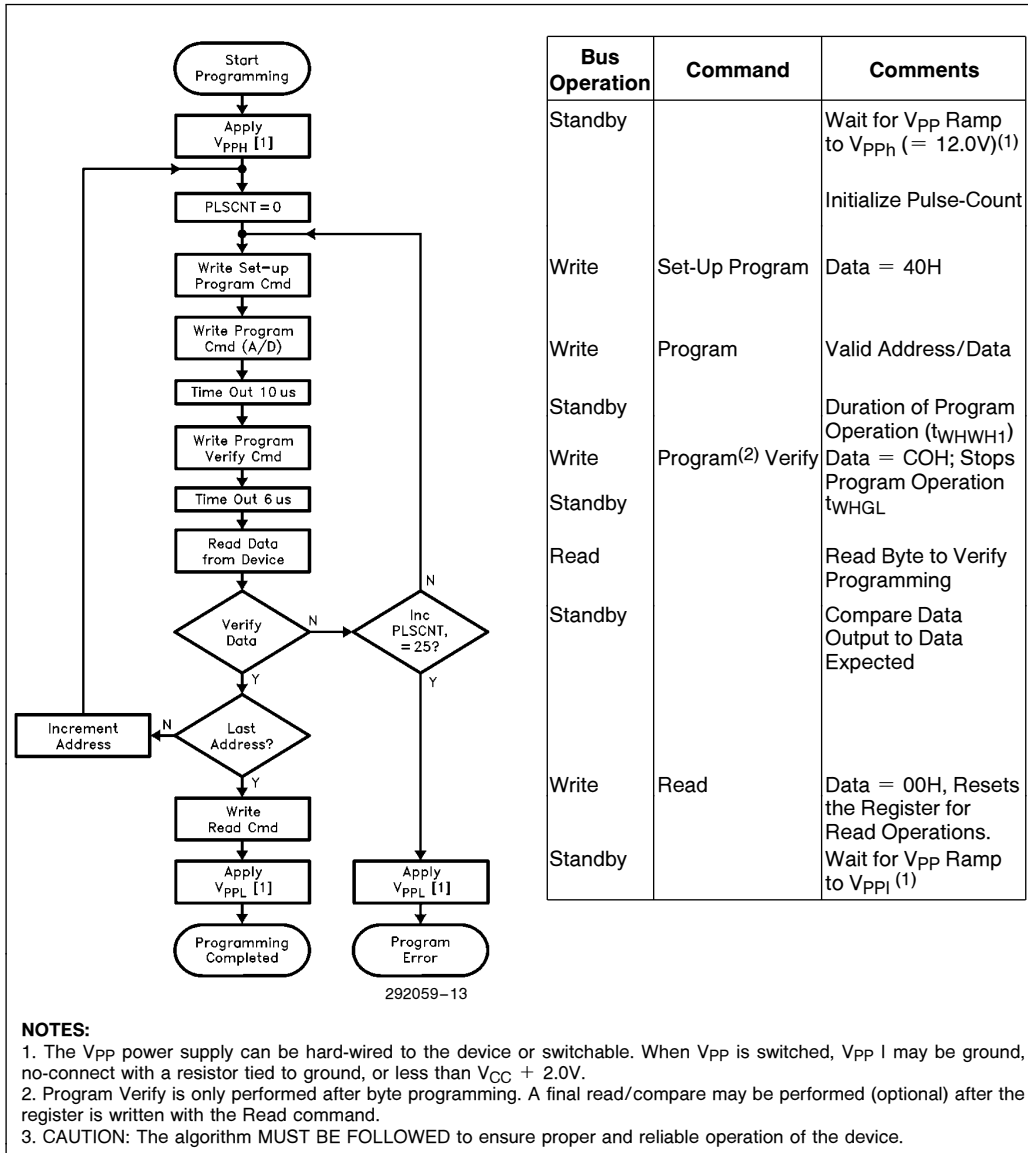 Start
Programming
Apply
VPPH [1]
PLSCNT = 0
Write Set-up
Program Cmd
Write Program
Cmd (A/D)
Time Out 10 us
Write Program
Verify Cmd
Time Out 6 us
Read Data
from Device
Verify
Data
N
Y
Inc
PLSCNT,
= 25?
N
Y
Last
Address?
N
Y
Increment
Address
Write
Read Cmd
Apply
VPPL [1]
Programming
Completed
Apply
VPPL [1]
Program
Error
292059–13
Bus
Operation
Command
Comments
Standby
Wait for VPP Ramp
to VPPh (= 12.0V)(1)
Initialize Pulse-Count
Write
Set-Up Program
Data = 40H
Write
Program
Valid Address/Data
Standby
Duration of Program
Operation (tWHWH1)
Write
Program(2) Verify
Data = COH; Stops
Program Operation
Standby
tWHGL
Read
Read Byte to Verify
Programming
Standby
Compare Data
Output to Data
Expected
Write
Read
Data = 00H, Resets
the Register for
Read Operations.
Standby
Wait for VPP Ramp
to VPPl (1)
NOTES:
1. The VPP power supply can be hard-wired to the device or switchable. When VPP is switched, VPP I may be ground,
no-connect with a resistor tied to ground, or less than VCC + 2.0V.
2. Program Verify is only performed after byte programming. A final read/compare may be performed (optional) after the
register is written with the Read command.
3. CAUTION: The algorithm MUST BE FOLLOWED to ensure proper and reliable operation of the device.